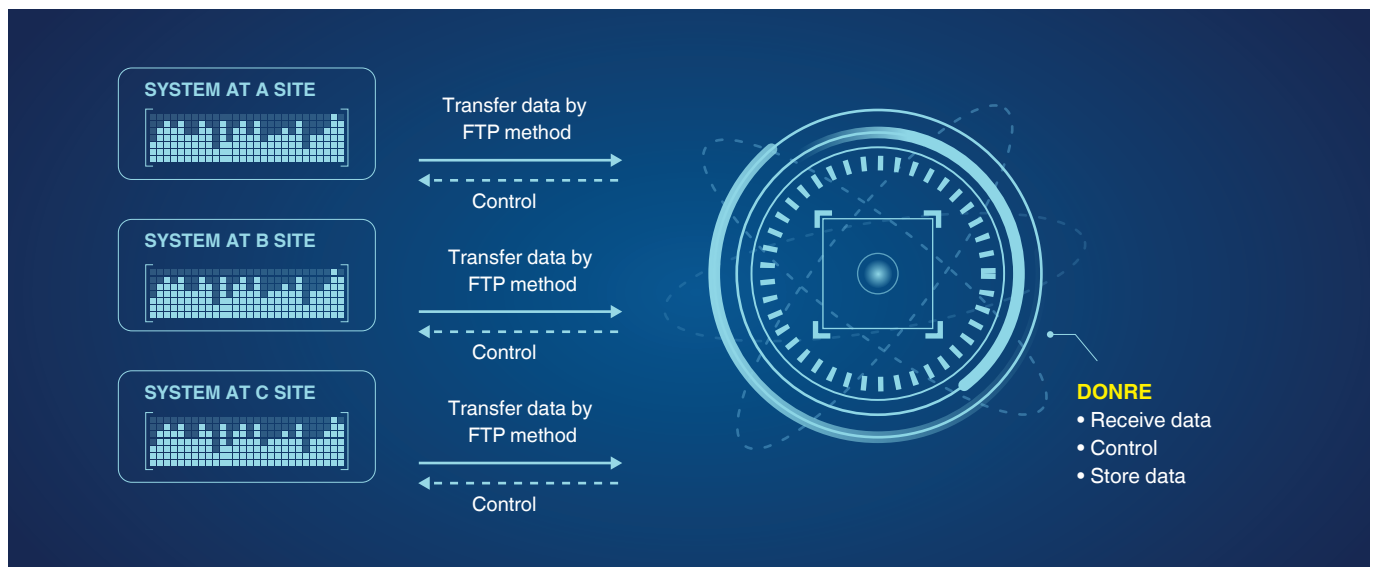 SYSTEM AT A SITE
Transfer data by
FTP method
Control
SYSTEM AT B SITE
Transfer data by
FTP method
Control
SYSTEM AT C SITE
Transfer data by
FTP method
Control
DONRE
• Receive data
• Control
• Store data